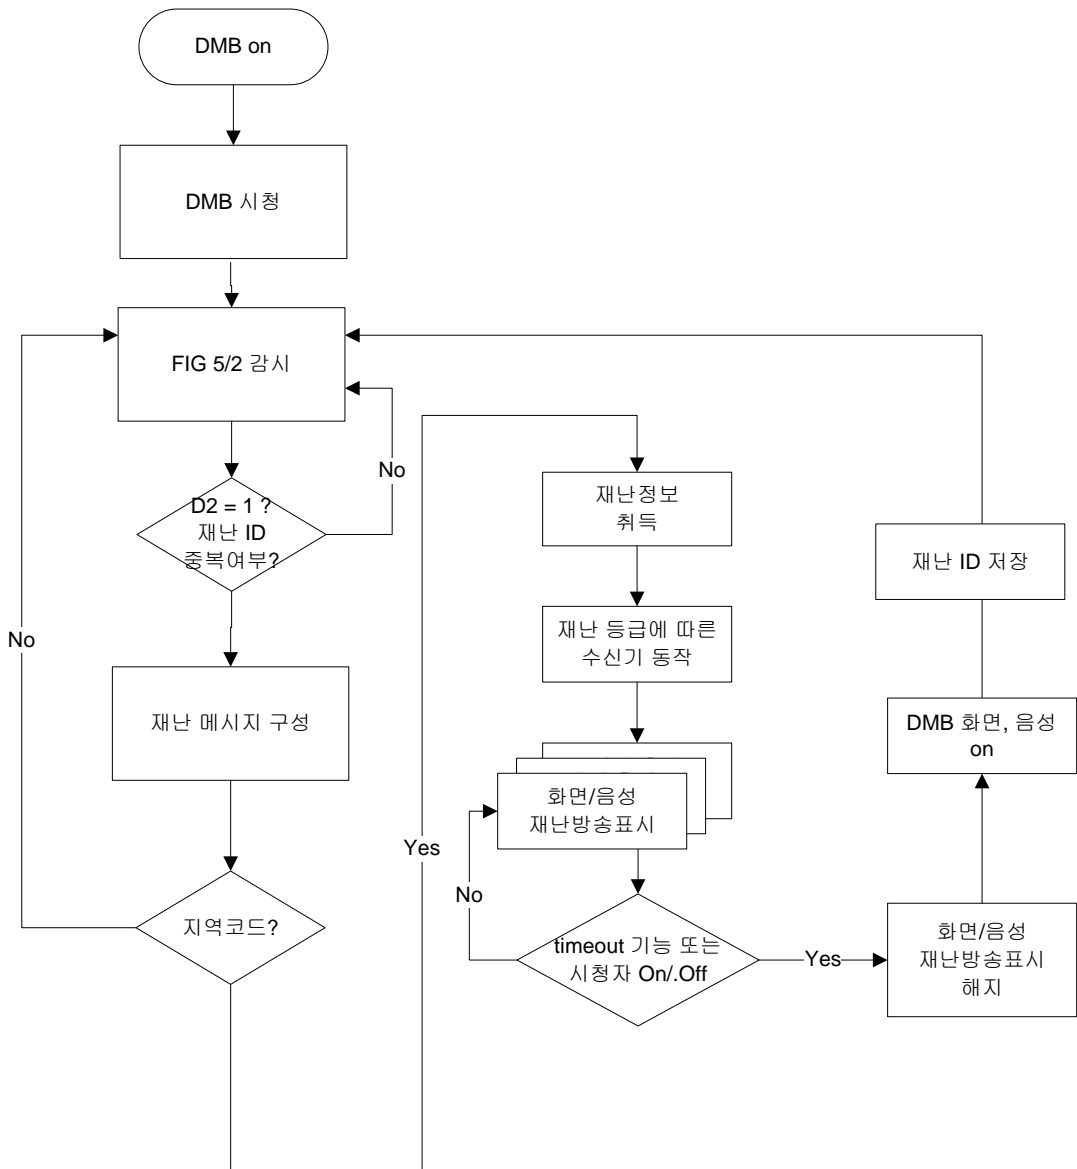 DMB on
DMB 시청
FIG 5/2 감시
No
D2 = 1 ?
재난 ID
중복여부?
No
재난 메시지 구성
지역코드?
Yes
재난정보
취득
재난 등급에 따른
수신기 동작
화면/음성
재난방송표시
No
timeout 기능 또는
시청자 On/.Off
Yes
화면/음성
재난방송표시
해지
DMB 화면, 음성
on
재난 ID 저장